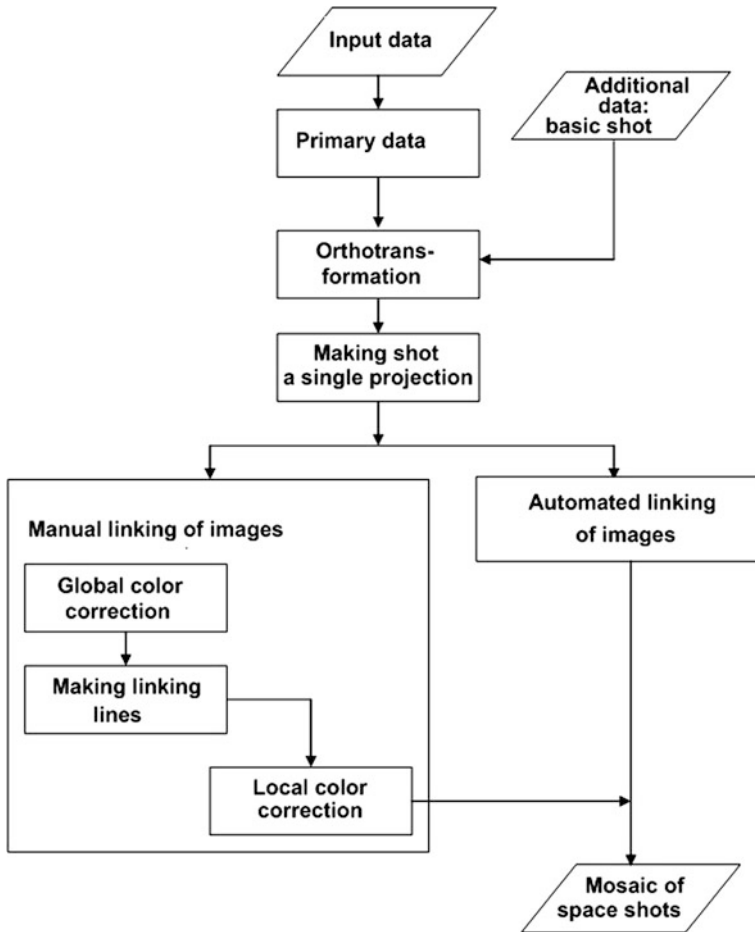 Input data
Additional
data:
basic shot
Primary data
Orthotrans-
formation
Making shot
a single projection
Manual linking of images
Automated linking
of images
Global color
correction
Making linking
lines
Local color
correction
Mosaic of
space shots